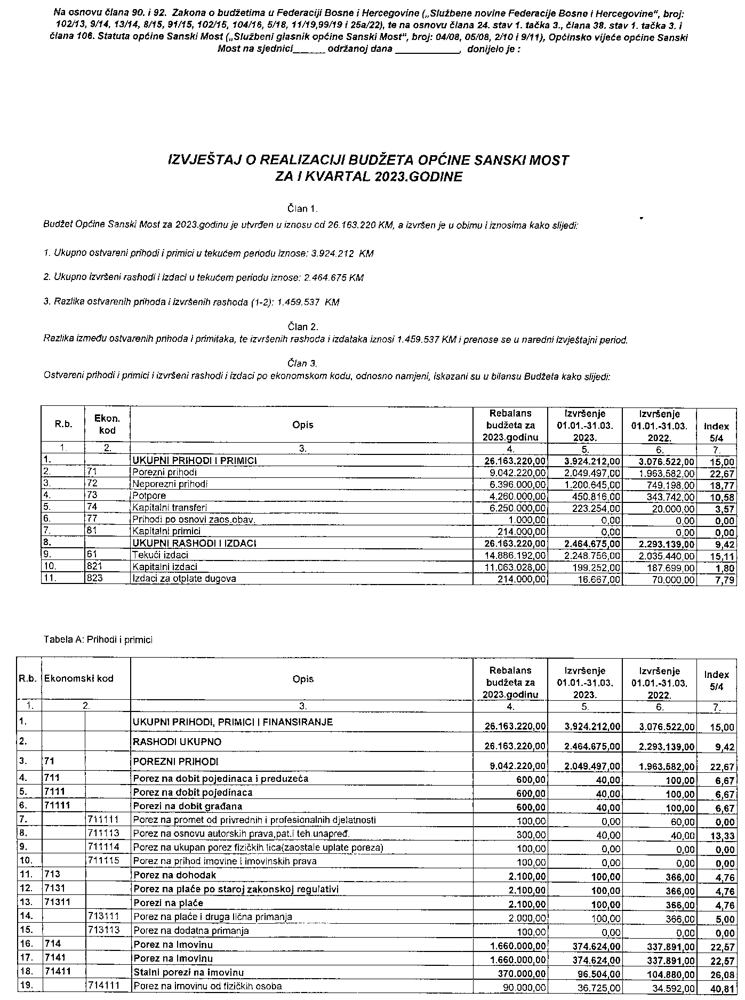 Na osnovu člana 90. i 92. Zakona o budžetima u Federaciji Bosne i Hercegovine („Službene novine Federacije Bosne i Hercegovine“, broj:
102/13, 9/14, 13/14, 8/15, 91/15, 102/15, 104/16, 5/18, 11/19,99/19 i 25a/22), te na osnovu člana 24. stav 1. tačka 3., člana 38. stav 1. tačka 3. i
člana 106. Statuta općine Sanski Most („Službeni glasnik općine Sanski Most“, broj: 04/08, 05/08, 2/10 i 9/11), Općinsko vijeće općine Sanski
Most na sjednici______ održanoj dana ____________, donijelo je :
IZVJEŠTAJ O REALIZACIJI BUDŽETA OPĆINE SANSKI MOST
ZA I KVARTAL 2023.GODINE
Član 1.
Budžet Općine Sanski Most za 2023.godinu je utvrđen u iznosu od 26.163.220 KM, a izvršen je u obimu i iznosima kako slijedi:
1. Ukupno ostvareni prihodi i primici u tekućem periodu iznose: 3.924.212 KM
2. Ukupno izvršeni rashodi i izdaci u tekućem periodu iznose: 2.464.675 KM
3. Razlika ostvarenih prihoda i izvršenih rashoda (1-2): 1.459.537 KM
Član 2.
Razlika između ostvarenih prihoda i primitaka, te izvršenih rashoda i izdataka iznosi 1.459.537 KM i prenose se u naredni izvještajni period.
Član 3.
Ostvareni prihodi i primici i izvršeni rashodi i izdaci po ekonomskom kodu, odnosno namjeni, iskazani su u bilansu Budžeta kako slijedi:
R.b. Ekon. kod Opis Rebalans budžeta za 2023.godinu Izvršenje 01.01.-31.03. 2023. Izvršenje 01.01.-31.03. 2022. Index 5/4
1. 2. 3. 4. 5. 6. 7.
1. UKUPNI PRIHODI I PRIMICI 26.163.220,00 3.924.212,00 3.076.522,00 15,00
2. 71 Porezni prihodi 9.042.220,00 2.049.497,00 1.963.582,00 22,67
3. 72 Neporezni prihodi 6.396.000,00 1.200.645,00 749.198,00 18,77
4. 73 Potpore 4.260.000,00 450.816,00 343.742,00 10,58
5. 74 Kapitalni transferi 6.250.000,00 223.254,00 20.000,00 3,57
6. 77 Prihodi po osnovi zaos.obav. 1.000,00 0,00 0,00 0,00
7. 81 Kapitalni primici 214.000,00 0,00 0,00 0,00
8. UKUPNI RASHODI I IZDACI 26.163.220,00 2.464.675,00 2.293.139,00 9,42
9. 61 Tekući izdaci 14.886.192,00 2.248.756,00 2.035.440,00 15,11
10. 821 Kapitalni izdaci 11.063.028,00 199.252,00 187.699,00 1,80
11. 823 Izdaci za otplate dugova 214.000,00 16.667,00 70.000,00 7,79
Tabela A: Prihodi i primici
R.b. Ekonomski kod Opis Rebalans budžeta za 2023.godinu Izvršenje 01.01.-31.03. 2023. Izvršenje 01.01.-31.03. 2022. Index 5/4
1. 2. 3. 4. 5. 6. 7.
1. UKUPNI PRIHODI, PRIMICI I FINANSIRANJE 26.163.220,00 3.924.212,00 3.076.522,00 15,00
2. RASHODI UKUPNO 26.163.220,00 2.464.675,00 2.293.139,00 9,42
3. 71 POREZNI PRIHODI 9.042.220,00 2.049.497,00 1.963.582,00 22,67
4. 711 Porez na dobit pojedinaca i preduzeća 600,00 40,00 100,00 6,67
5. 7111 Porez na dobit pojedinaca 600,00 40,00 100,00 6,67
6. 71111 Porezi na dobit građana 600,00 40,00 100,00 6,67
7. 711111 Porez na promet od privrednih i profesionalnih djelatnosti 100,00 0,00 60,00 0,00
8. 711113 Porez na osnovu autorskih prava,pat.i teh.unapređ. 300,00 40,00 40,00 13,33
9. 711114 Porez na ukupan porez fizičkih lica(zaostale uplate poreza) 100,00 0,00 0,00 0,00
10. 711115 Porez na prihod imovine i imovinskih prava 100,00 0,00 0,00 0,00
11. 713 Porez na dohodak 2.100,00 100,00 366,00 4,76
12. 7131 Porez na plaće po staroj zakonskoj regulativi 2.100,00 100,00 366,00 4,76
13. 71311 Porezi na plaće 2.100,00 100,00 366,00 4,76
14. 713111 Porez na plaće i druga lična primanja 2.000,00 100,00 366,00 5,00
15. 713113 Porez na dodatna primanja 100,00 0,00 0,00 0,00
16. 714 Porez na imovinu 1.660.000,00 374.624,00 337.891,00 22,57
17. 7141 Porez na imovinu 1.660.000,00 374.624,00 337.891,00 22,57
18. 71411 Stalni porezi na imovinu 370.000,00 96.504,00 104.880,00 26,08
19. 714111 Porez na imovinu od fizičkih osoba 90.000,00 36.725,00 34.592,00 40,81